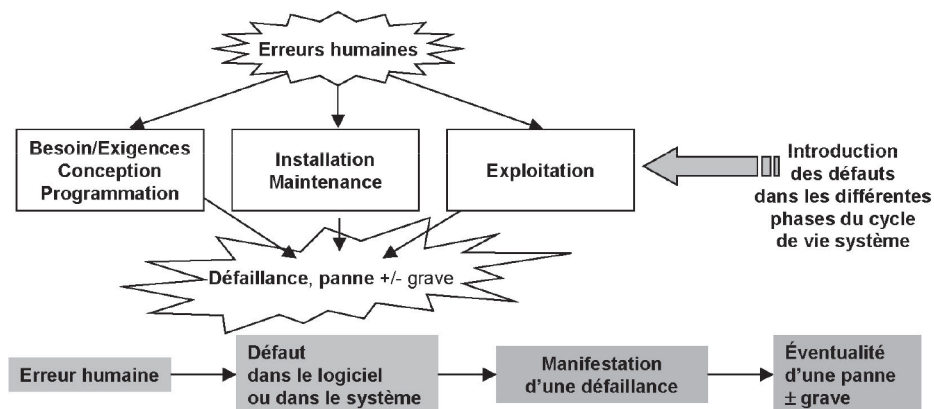 Erreurs humaines
Besoin/Exigences
Conception
Programmation
Installation
Maintenance
Exploitation
Introduction
des défauts
dans les différentes
phases du cycle
de vie système
Défaillance, panne +/- grave
Erreur humaine
Défaut
dans le logiciel
ou dans le système
Manifestation
d'une défaillance
Éventualité
d'une panne
± grave